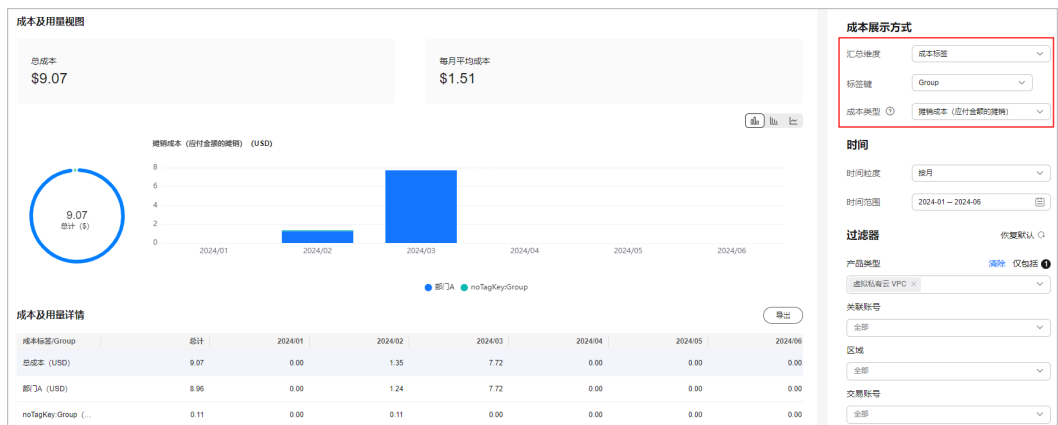 成本及用量视图
总成本
$9.07
每月平均成本
$1.51
摊销成本（应付金额的摊销） (USD)
8
6
4
2
0
2024/01 2024/02 2024/03 2024/04 2024/05 2024/06
9.07
总计（$）
部门A noTagKey:Group
成本及用量详情 导出
成本标签/Group 总计 2024/01 2024/02 2024/03 2024/04 2024/05 2024/06
总成本（USD） 9.07 0.00 1.35 7.72 0.00 0.00 0.00
部门A（USD） 8.96 0.00 1.24 7.72 0.00 0.00 0.00
noTagKey:Group（... 0.11 0.00 0.11 0.00 0.00 0.00 0.00
成本展示方式
汇总维度 成本标签
标签键 Group
成本类型 ? 摊销成本（应付金额的摊销）
时间
时间粒度 按月
时间范围 2024-01 – 2024-06
过滤器 恢复默认
产品类型 清除 仅包括 1
虚拟私有云 VPC ×
关联账号
全部
区域
全部
交易账号
全部